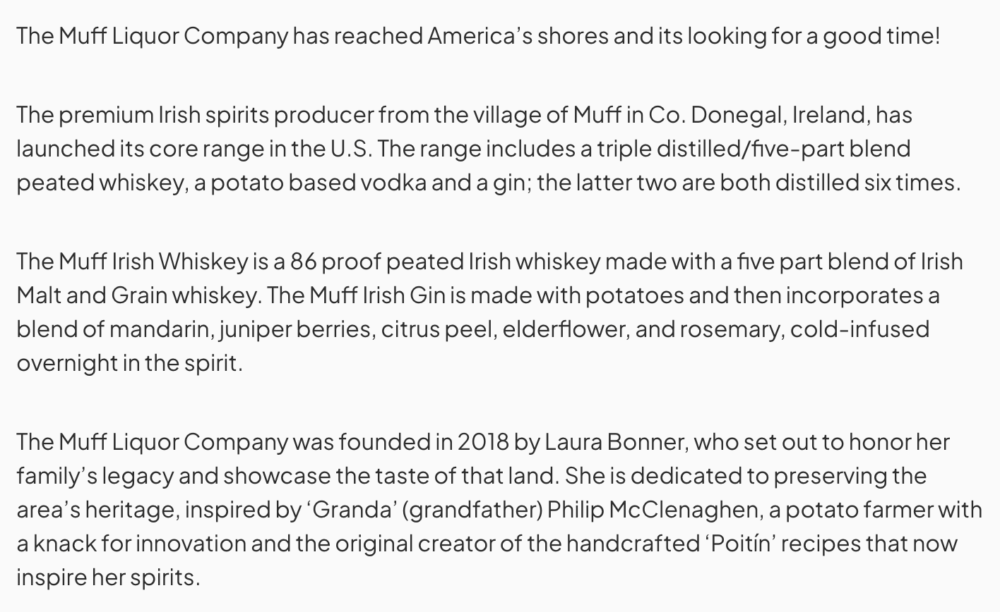 The Muff Liquor Company has reached America’s shores and its looking for a good time!
The premium Irish spirits producer from the village of Muff in Co. Donegal, Ireland, has
launched its core range in the U.S. The range includes a triple distilled/five-part blend
peated whiskey, a potato based vodka and a gin; the latter two are both distilled six times.
The Muff Irish Whiskey is a 86 proof peated Irish whiskey made with a five part blend of Irish
Malt and Grain whiskey. The Muff Irish Gin is made with potatoes and then incorporates a
blend of mandarin, juniper berries, citrus peel, elderflower, and rosemary, cold-infused
overnight in the spirit.
The Muff Liquor Company was founded in 2018 by Laura Bonner, who set out to honor her
family’s legacy and showcase the taste of that land. She is dedicated to preserving the
area’s heritage, inspired by ‘Granda’ (grandfather) Philip McClenaghen, a potato farmer with
a knack for innovation and the original creator of the handcrafted ‘Poitín’ recipes that now
inspire her spirits.